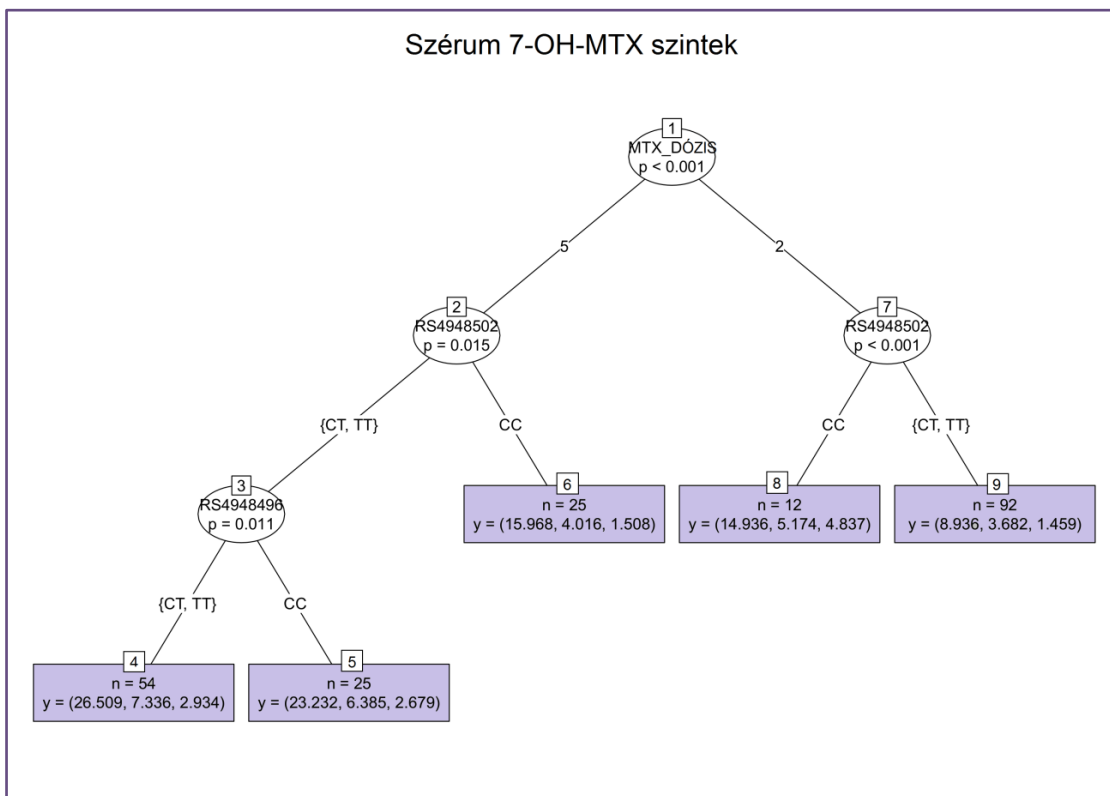 Szérum 7-OH-MTX szintek
1
MTX_DÓZIS
p < 0.001
5
2
2
RS4948502
p = 0.015
7
RS4948502
p < 0.001
{CT, TT}
CC
CC
{CT, TT}
3
RS4948496
p = 0.011
6
n = 25
y = (15.968, 4.016, 1.508)
8
n = 12
y = (14.936, 5.174, 4.837)
9
n = 92
y = (8.936, 3.682, 1.459)
{CT, TT}
CC
4
n = 54
y = (26.509, 7.336, 2.934)
5
n = 25
y = (23.232, 6.385, 2.679)